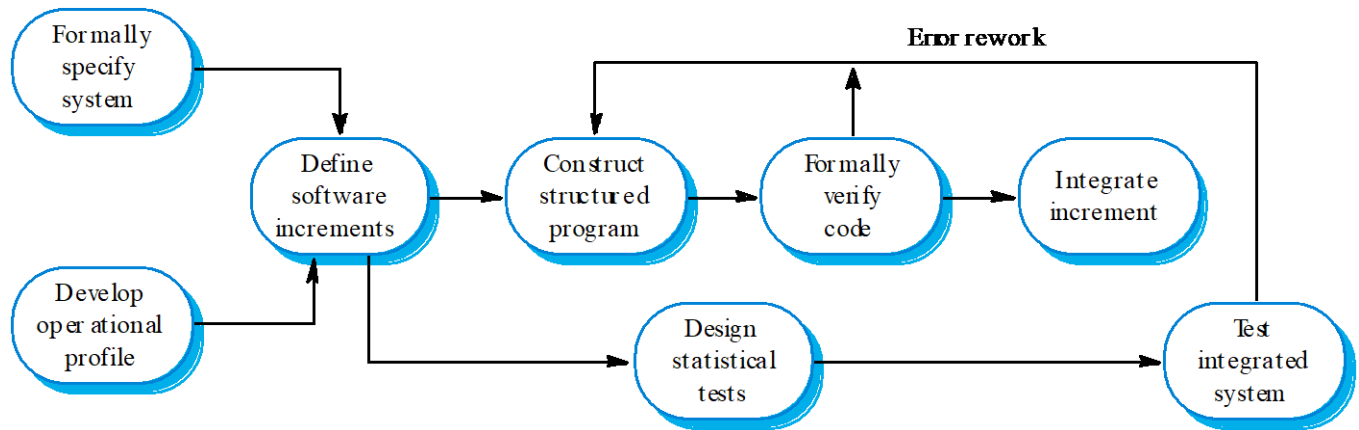 Formally
specify
system
Error rework
Define
software
increments
Construct
structured
program
Formally
verify
code
Integrate
increment
Develop
operational
profile
Design
statistical
tests
Test
integrated
system